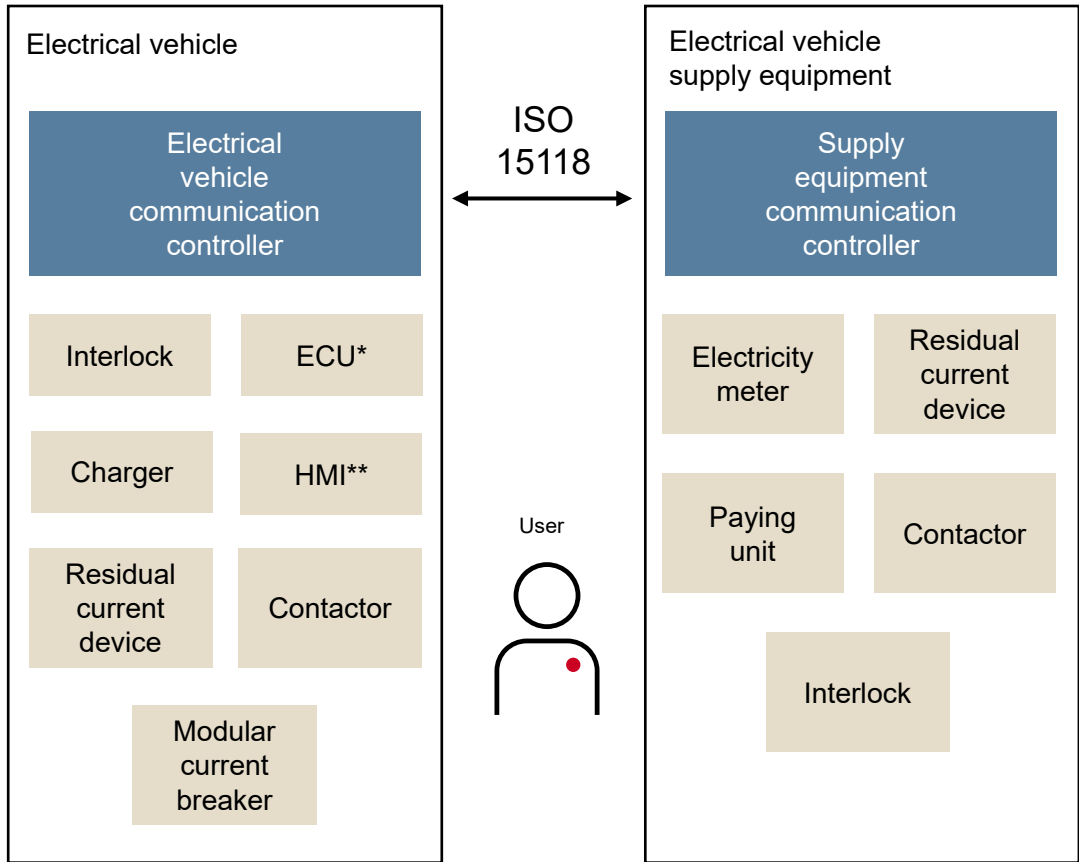 Electrical vehicle
Electrical
vehicle
communication
controller
Interlock
ECU*
Charger
HMI**
Residual
current
device
Contactor
Modular
current
breaker
ISO
15118
User
Electrical vehicle
supply equipment
Supply
equipment
communication
controller
Electricity
meter
Residual
current
device
Paying
unit
Contactor
Interlock